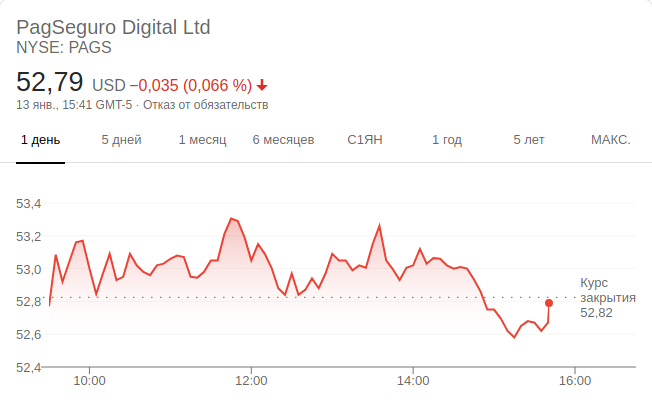 PagSeguro Digital Ltd
NYSE: PAGS
52,79 USD −0,035 (0,066 %)
13 янв., 15:41 GMT-5 · Отказ от обязательств
1 день 5 дней 1 месяц 6 месяцев С1ЯН 1 год 5 лет МАКС.
53,4
53,2
53,0
52,8
52,6
52,4
Курс
закрытия
52,82
10:00 12:00 14:00 16:00